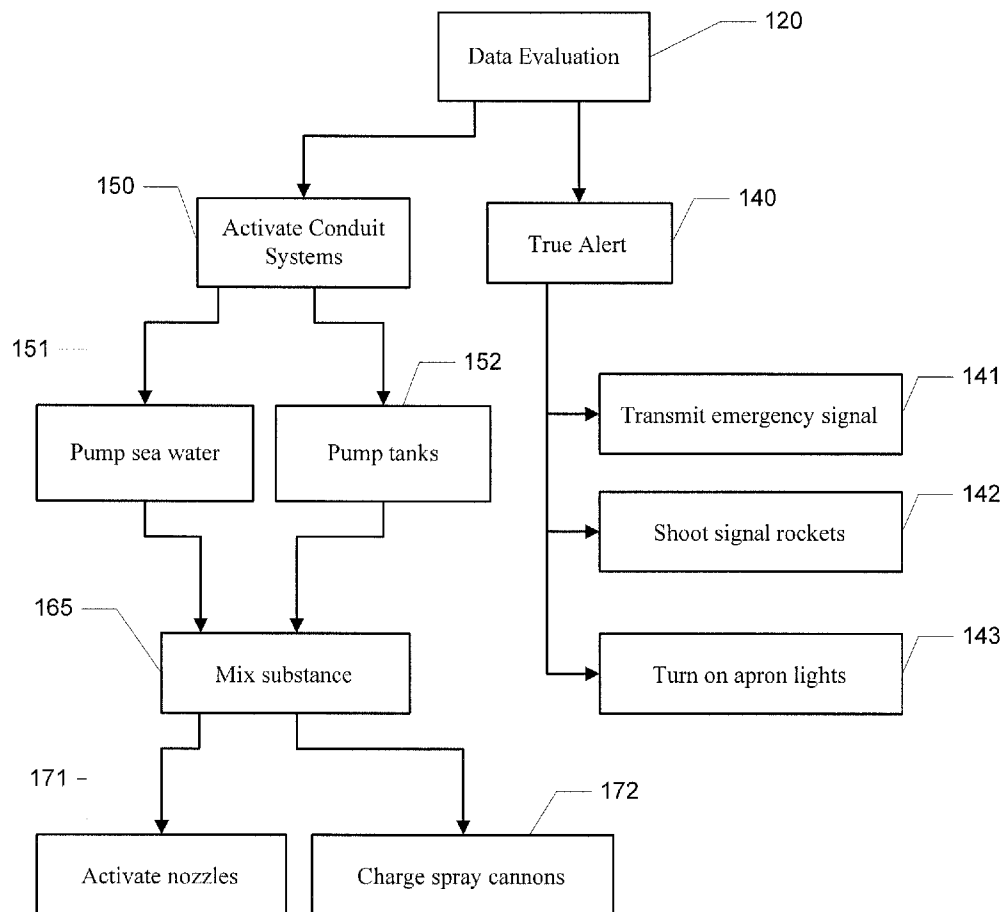 120
Data Evaluation
150
140
Activate Conduit
Systems
True Alert
151
152
141
Pump sea water
Pump tanks
Transmit emergency signal
142
Shoot signal rockets
165
143
Mix substance
Turn on apron lights
171
172
Activate nozzles
Charge spray cannons